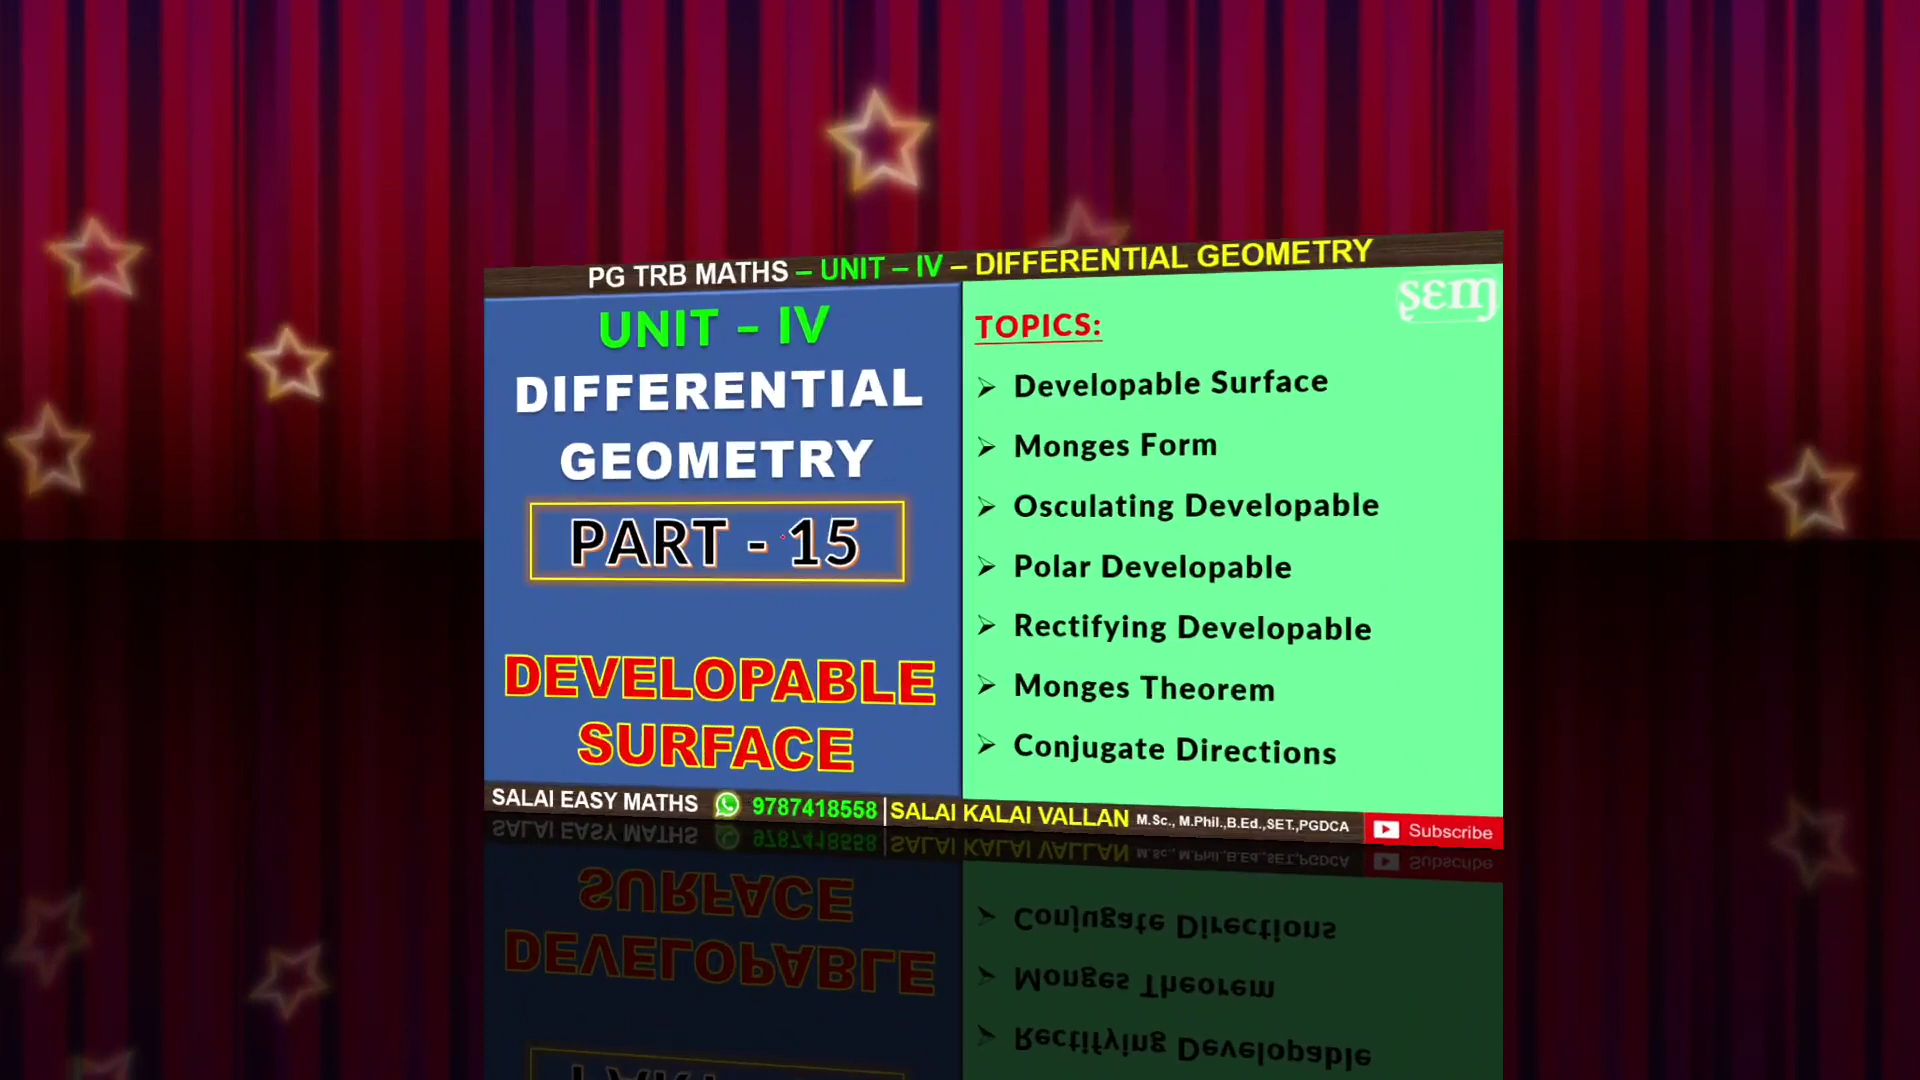 PG TRB MATHS – UNIT – IV – DIFFERENTIAL GEOMETRY
UNIT – IV
DIFFERENTIAL
GEOMETRY
PART - 15
DEVELOPABLE
SURFACE
sem
TOPICS:
➢ Developable Surface
➢ Monges Form
➢ Osculating Developable
➢ Polar Developable
➢ Rectifying Developable
➢ Monges Theorem
➢ Conjugate Directions
SALAI EASY MATHS 9787418558 | SALAI KALAI VALLAN M.Sc., M.Phil.,B.Ed.,SET.,PGDCA Subscribe